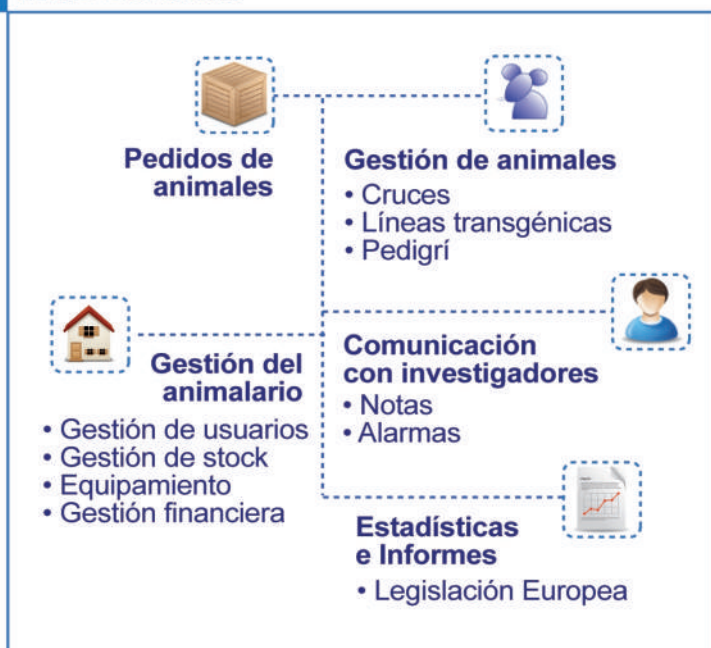 Pedidos de
animales
Gestión de animales
• Cruces
• Líneas transgénicas
• Pedigrí
Gestión del
animalario
• Gestión de usuarios
• Gestión de stock
• Equipamiento
• Gestión financiera
Comunicación
con investigadores
• Notas
• Alarmas
Estadísticas
e Informes
• Legislación Europea